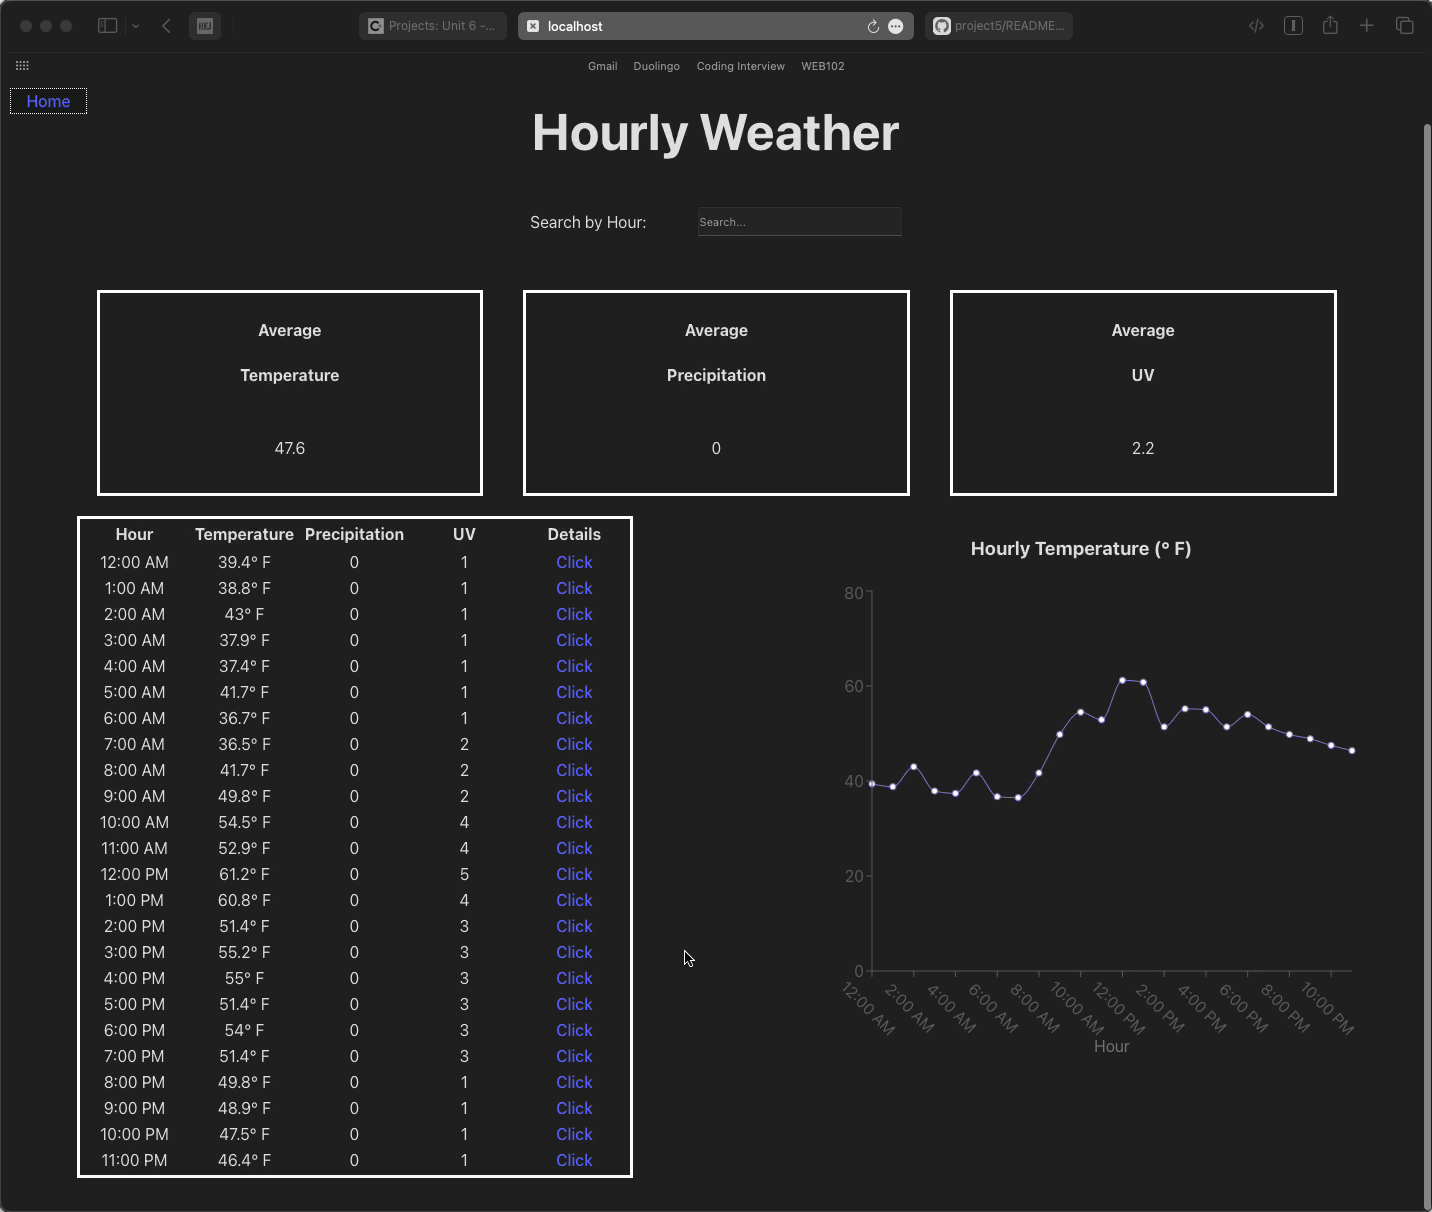 Projects: Unit 6 -...
localhost
project5/README...
Gmail Duolingo Coding Interview WEB102
Home
Hourly Weather
Search by Hour: Search...
Average
Temperature
47.6
Average
Precipitation
0
Average
UV
2.2
Hour Temperature Precipitation UV Details
12:00 AM 39.4° F 0 1 Click
1:00 AM 38.8° F 0 1 Click
2:00 AM 43° F 0 1 Click
3:00 AM 37.9° F 0 1 Click
4:00 AM 37.4° F 0 1 Click
5:00 AM 41.7° F 0 1 Click
6:00 AM 36.7° F 0 1 Click
7:00 AM 36.5° F 0 2 Click
8:00 AM 41.7° F 0 2 Click
9:00 AM 49.8° F 0 2 Click
10:00 AM 54.5° F 0 4 Click
11:00 AM 52.9° F 0 4 Click
12:00 PM 61.2° F 0 5 Click
1:00 PM 60.8° F 0 4 Click
2:00 PM 51.4° F 0 3 Click
3:00 PM 55.2° F 0 3 Click
4:00 PM 55° F 0 3 Click
5:00 PM 51.4° F 0 3 Click
6:00 PM 54° F 0 3 Click
7:00 PM 51.4° F 0 3 Click
8:00 PM 49.8° F 0 1 Click
9:00 PM 48.9° F 0 1 Click
10:00 PM 47.5° F 0 1 Click
11:00 PM 46.4° F 0 1 Click
Hourly Temperature (° F)
80
60
40
20
0
12:00 AM 2:00 AM 4:00 AM 6:00 AM 8:00 AM 10:00 AM 12:00 PM 2:00 PM 4:00 PM 6:00 PM 8:00 PM 10:00 PM
Hour